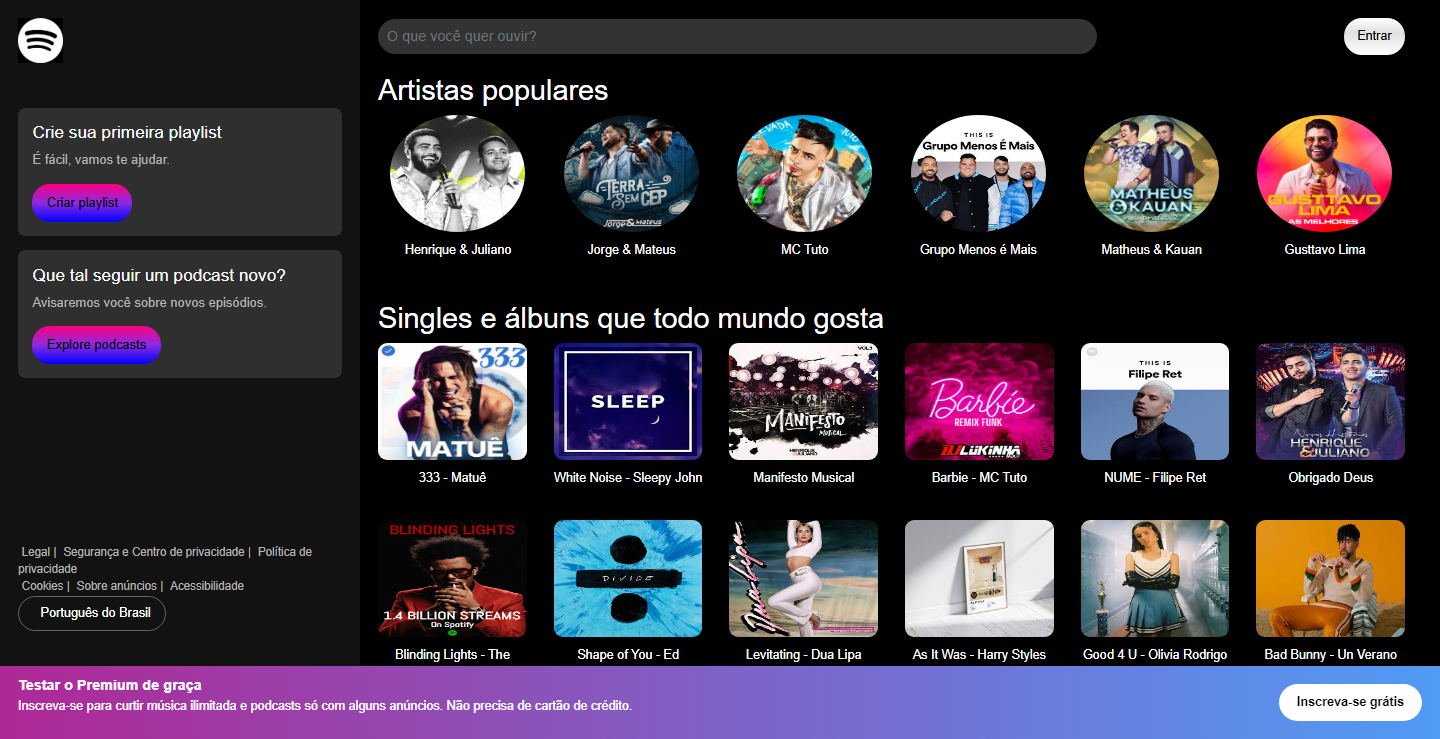 O que você quer ouvir?
Entrar
Crie sua primeira playlist
É fácil, vamos te ajudar.
Criar playlist
Que tal seguir um podcast novo?
Avisaremos você sobre novos episódios.
Explore podcasts
Legal | Segurança e Centro de privacidade | Política de
privacidade
Cookies | Sobre anúncios | Acessibilidade
Português do Brasil
Artistas populares
TERRA
SEM CEP
Jorge & Mateus
THIS IS
Grupo Menos É Mais
MATHEUS
& KAUAN
GUSTTAVO
LIMA
AS MELHORES
Henrique & Juliano
Jorge & Mateus
MC Tuto
Grupo Menos é Mais
Matheus & Kauan
Gusttavo Lima
Singles e álbuns que todo mundo gosta
333
MATUÊ
SLEEP
MANIFESTO
MUSICAL
HENRIQUE
&JULIANO
Barbie
REMIX FUNK
DJ LUKINHA
THIS IS
Filipe Ret
Novas Histórias
HENRIQUE
&JULIANO
333 - Matuê
White Noise - Sleepy John
Manifesto Musical
Barbie - MC Tuto
NUME - Filipe Ret
Obrigado Deus
BLINDING LIGHTS
1.4 BILLION STREAMS
On Spotify
DIVIDE
Blinding Lights - The
Shape of You - Ed
Levitating - Dua Lipa
As It Was - Harry Styles
Good 4 U - Olivia Rodrigo
Bad Bunny - Un Verano
Testar o Premium de graça
Inscreva-se para curtir música ilimitada e podcasts só com alguns anúncios. Não precisa de cartão de crédito.
Inscreva-se grátis